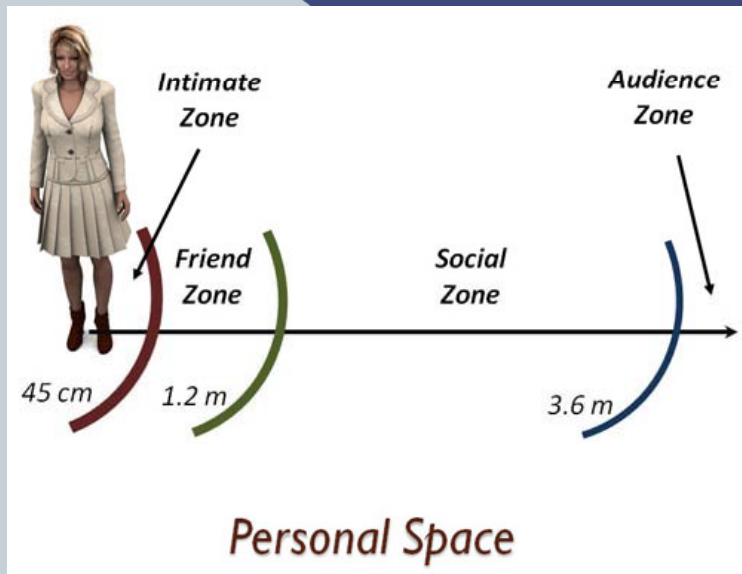 Intimate
Zone
Audience
Zone
Friend
Zone
Social
Zone
45 cm
1.2 m
3.6 m
Personal Space